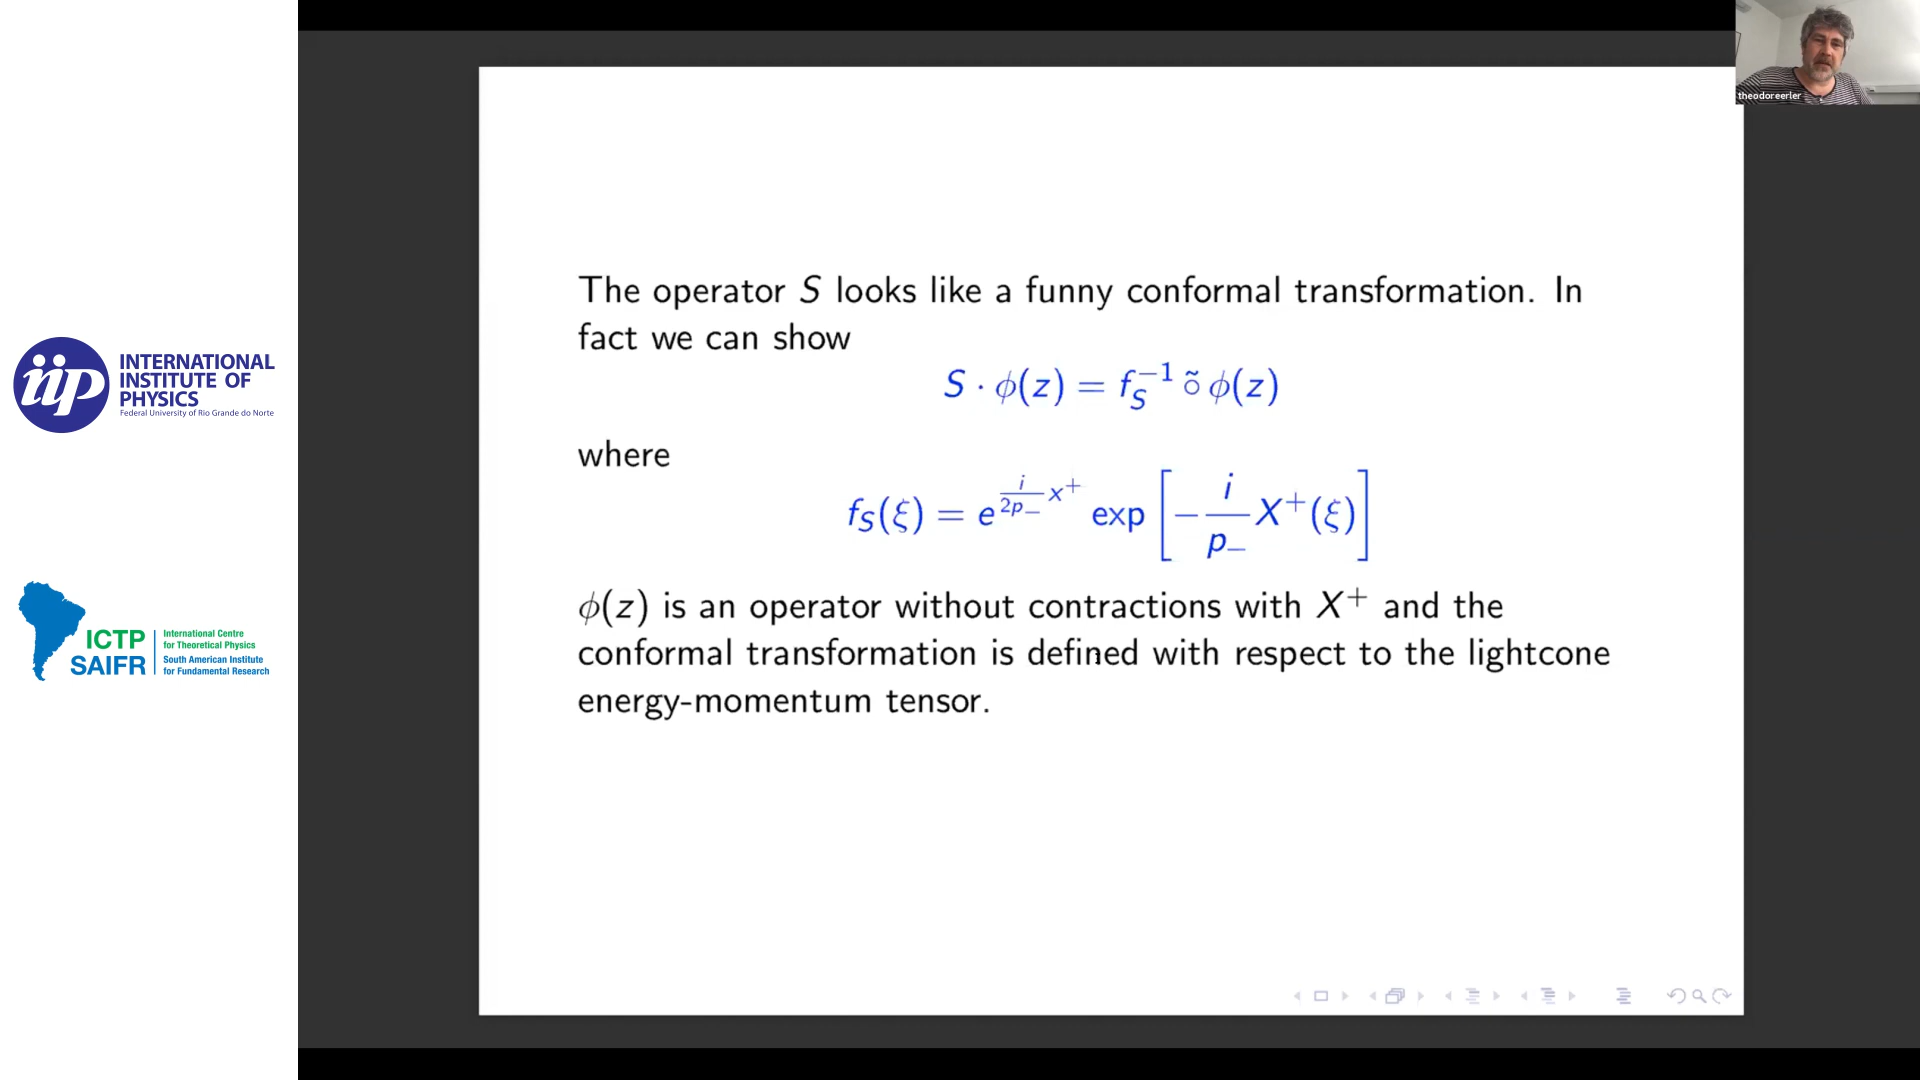 theodoreerler
The operator S looks like a funny conformal transformation. In
fact we can show
S · ϕ(z) = f_S^{−1} õ ϕ(z)
where
f_S(ξ) = e^{\frac{i}{2p_−}x^+} exp [ −\frac{i}{p_−} X^+(ξ) ]
ϕ(z) is an operator without contractions with X^+ and the
conformal transformation is defined with respect to the lightcone
energy-momentum tensor.
iip
INTERNATIONAL
INSTITUTE OF
PHYSICS
Federal University of Rio Grande do Norte
ICTP
SAIFR
International Centre
for Theoretical Physics
South American Institute
for Fundamental Research